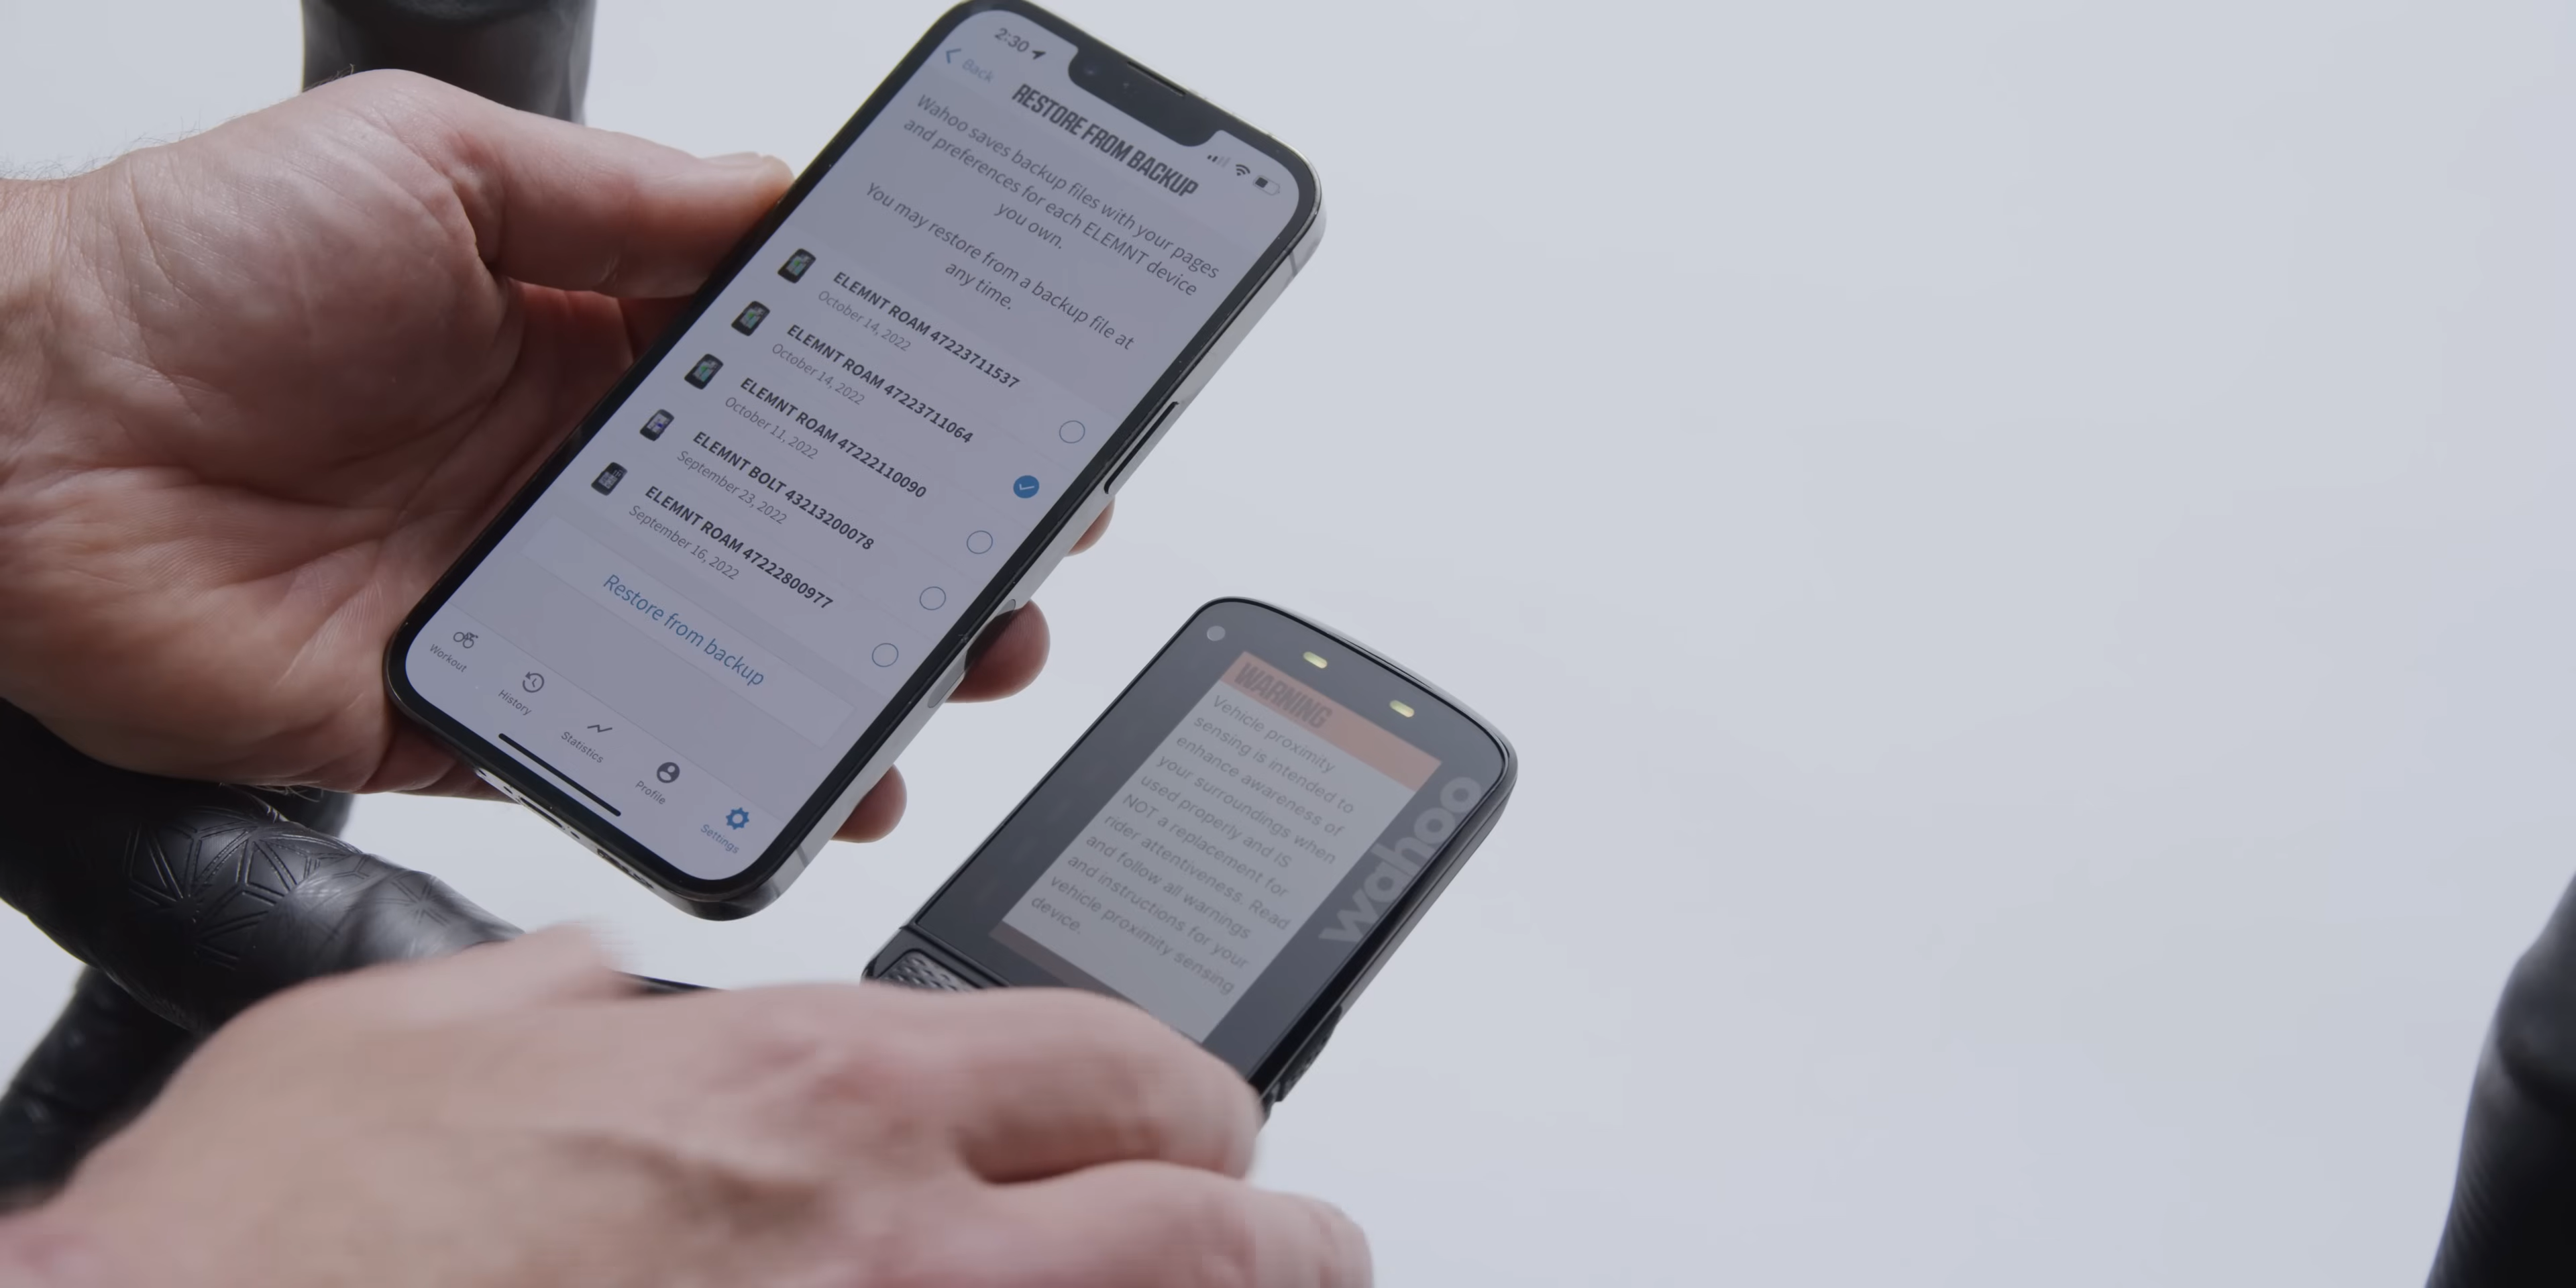 2:30
Back
RESTORE FROM BACKUP
Wahoo saves backup files with your pages
and preferences for each ELEMNT device
you own.
You may restore from a backup file at
any time.
ELEMNT ROAM 47223711537
October 14, 2022
ELEMNT ROAM 47223711064
October 14, 2022
ELEMNT ROAM 47222110090
October 11, 2022
ELEMNT BOLT 43213200078
September 23, 2022
ELEMNT ROAM 47222800977
September 16, 2022
Restore from backup
Workout
History
Statistics
Profile
Settings
WARNING
Vehicle proximity
sensing is intended to
enhance awareness of
your surroundings when
used properly and IS
NOT a replacement for
rider attentiveness. Read
and follow all warnings
and instructions for your
vehicle proximity sensing
device.
wahoo